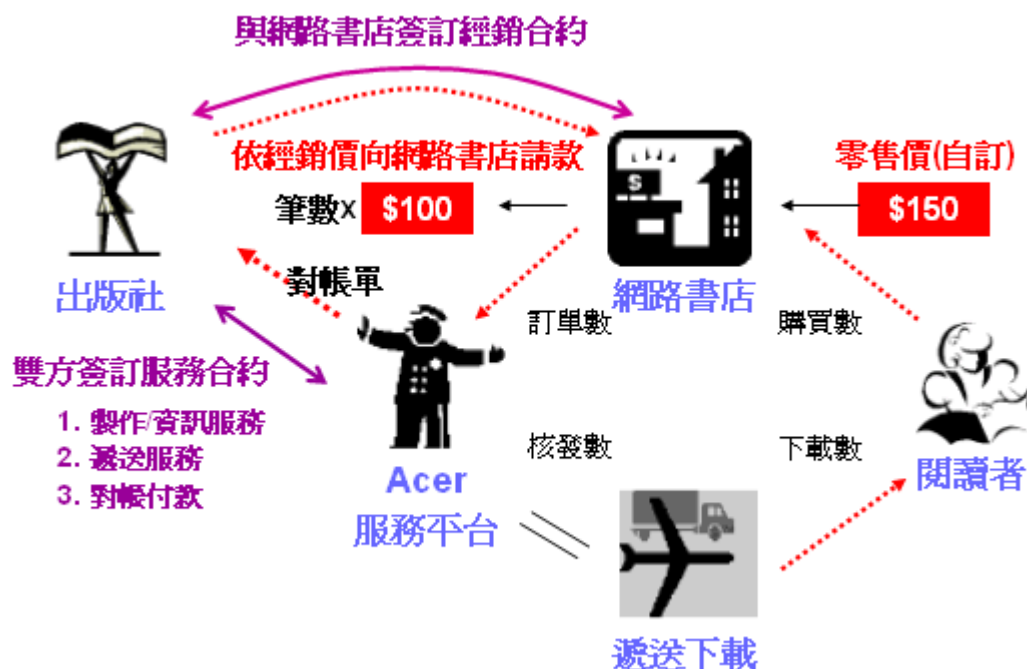 與網路書店簽訂經銷合約
依經銷價向網路書店請款
零售價(自訂)
筆數x $100
$150
S
出版社
對帳單
網路書店
訂單數
購買數
雙方簽訂服務合約
1. 製作/資訊服務
2. 遞送服務
3. 對帳付款
核發數
下載數
閱讀者
Acer
服務平台
遞送下載